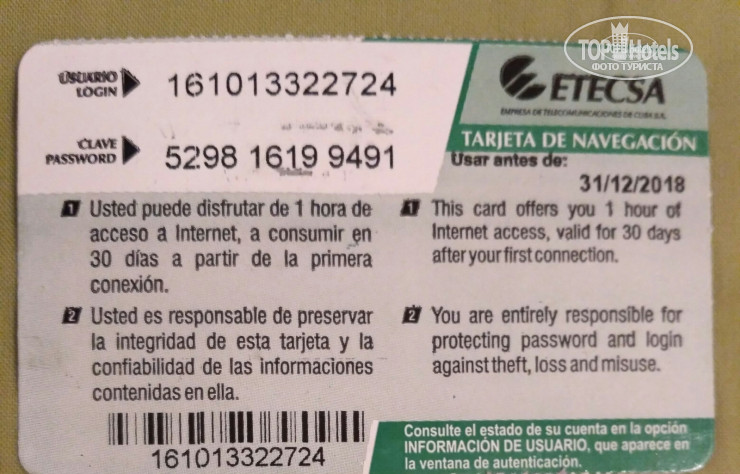 TOP Hotels
ФОТО ТУРИСТА
USUARIO
LOGIN
161013322724
CLAVE
PASSWORD
5298 1619 9491
ETECSA
EMPRESA DE TELECOMUNICACIONES DE CUBA S.A.
TARJETA DE NAVEGACIÓN
Usar antes de:
31/12/2018
1 Usted puede disfrutar de 1 hora de
acceso a Internet, a consumir en
30 días a partir de la primera
conexión.
2 Usted es responsable de preservar
la integridad de esta tarjeta y la
confiabilidad de las informaciones
contenidas en ella.
1 This card offers you 1 hour of
Internet access, valid for 30 days
after your first connection.
2 You are entirely responsible for
protecting password and login
against theft, loss and misuse.
161013322724
Consulte el estado de su cuenta en la opción
INFORMACIÓN DE USUARIO, que aparece en
la ventana de autenticación.